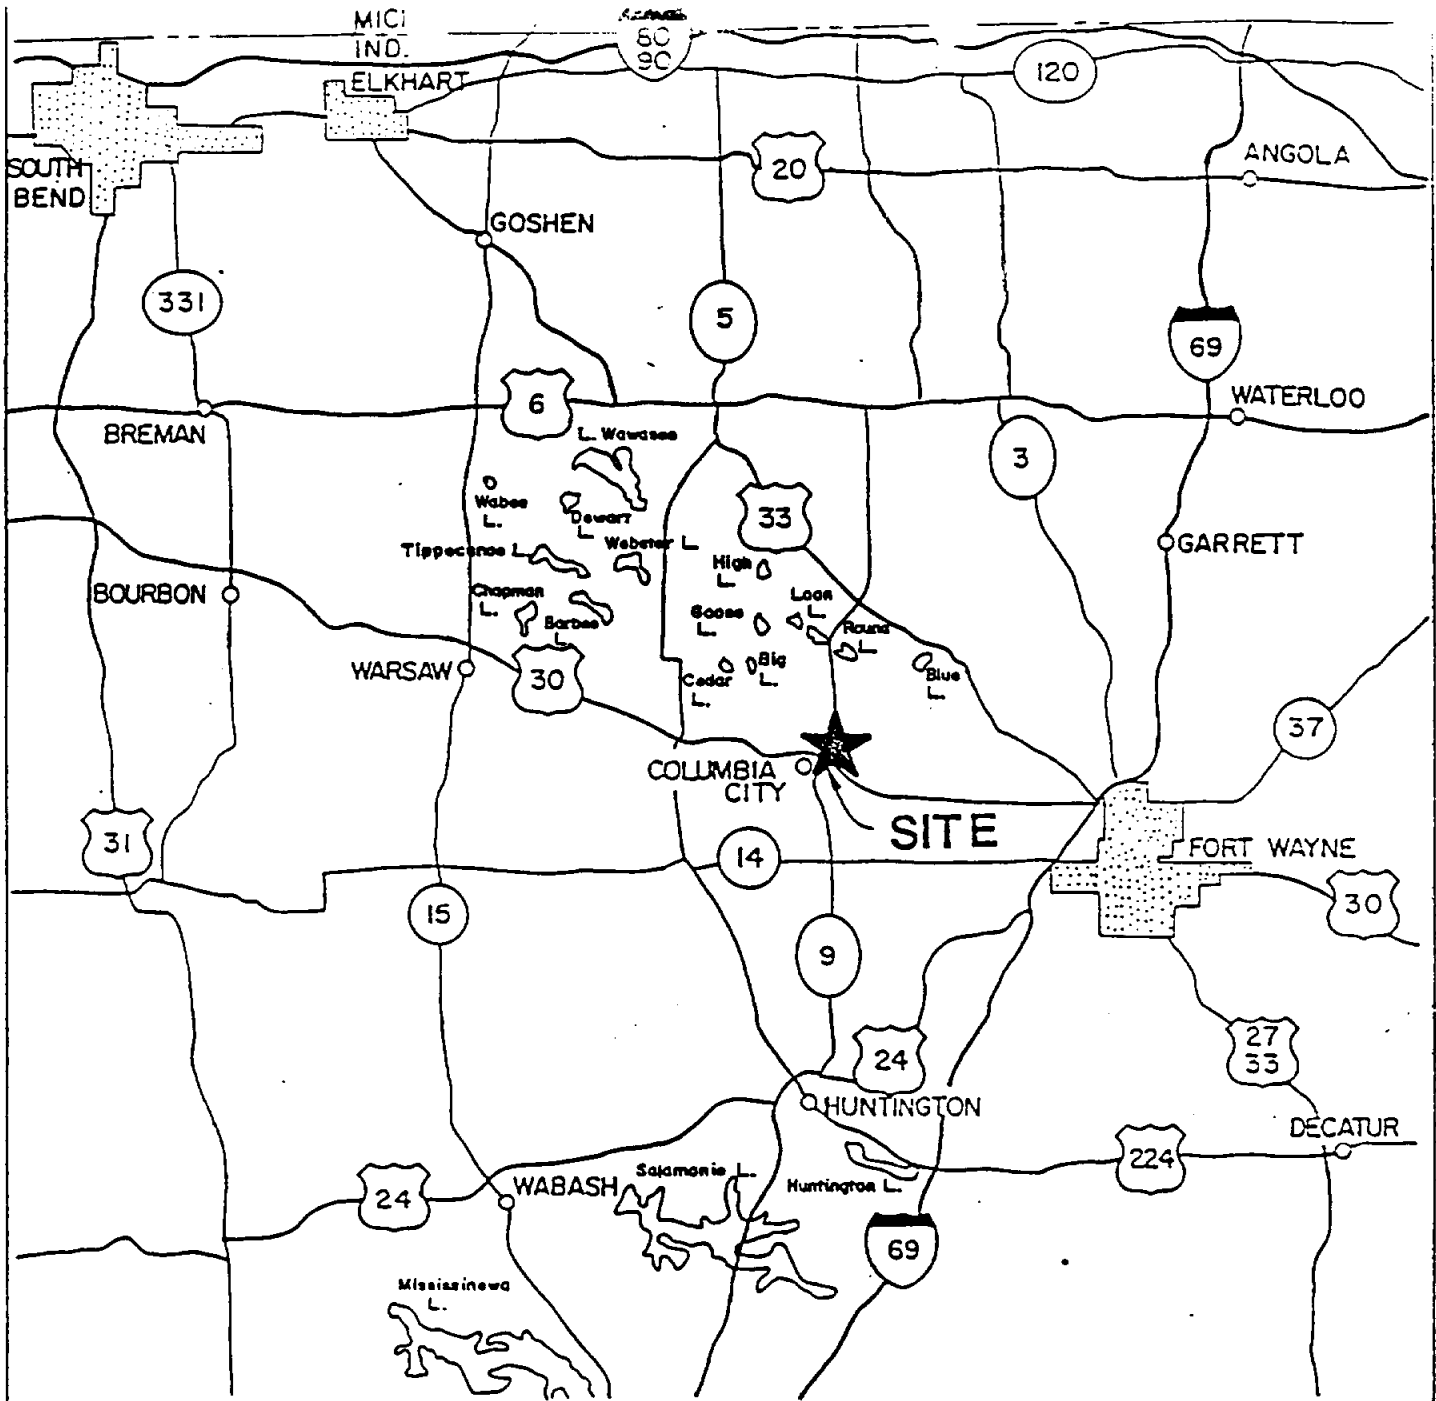 MICI
IND.
80
90
120
ELKHART
SOUTH
BEND
20
ANGOLA
GOSHEN
331
5
69
6
WATERLOO
BREMAN
L. Wawasee
3
Wabee
L.
Dewart
L.
33
Tippecanoe L.
Webster L.
High
L.
GARRETT
BOURBON
Chapman
L.
Barbee
L.
Goose
L.
Loon
L.
Round
L.
WARSAW
30
Cedar
L.
Big
L.
Blue
L.
37
COLUMBIA
CITY
SITE
31
14
FORT WAYNE
15
30
9
24
27
33
HUNTINGTON
DECATUR
224
24
WABASH
Salamonie L.
Huntington L.
69
Mississinewa
L.